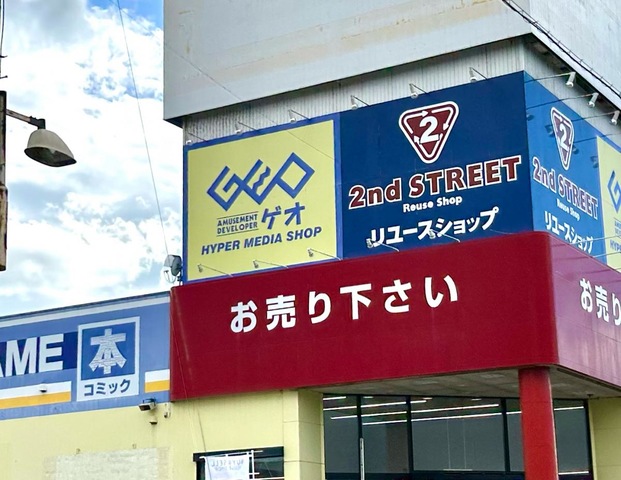 GEO
AMUSEMENT
DEVELOPER
ゲオ
HYPER MEDIA SHOP
2
2nd STREET
Reuse Shop
リユースショップ
2
2nd STREET
Reuse Shop
リユースショップ
お売り下さい
お売り
AME
本
コミック